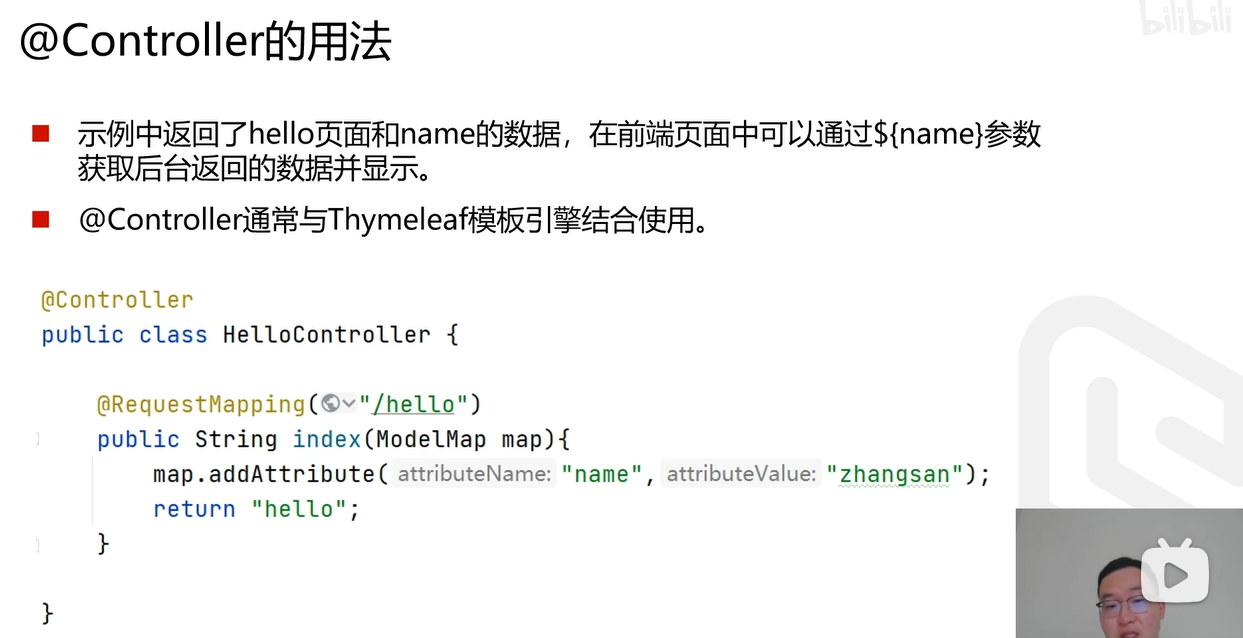 bilibili
@Controller的用法
示例中返回了hello页面和name的数据，在前端页面中可以通过${name}参数
获取后台返回的数据并显示。
@Controller通常与Thymeleaf模板引擎结合使用。
@Controller
public class HelloController {
@RequestMapping("/hello")
public String index(ModelMap map){
map.addAttribute( attributeName: "name", attributeValue: "zhangsan");
return "hello";
}
}